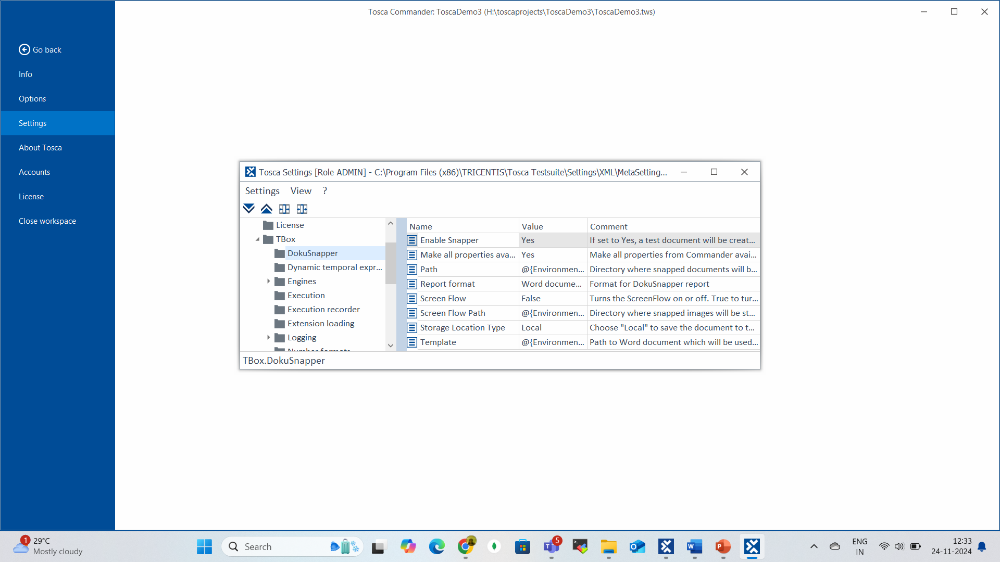 Tosca Commander: ToscaDemo3 (H:\toscaprojects\ToscaDemo3\ToscaDemo3.tws)
Go back
Info
Options
Settings
About Tosca
Accounts
License
Close workspace
Tosca Settings [Role ADMIN] - C:\Program Files (x86)\TRICENTIS\Tosca Testsuite\Settings\XML\MetaSetting...
Settings View ?
License
TBox
DokuSnapper
Dynamic temporal expr...
Engines
Execution
Execution recorder
Extension loading
Logging
Number formats
Name Value Comment
Enable Snapper Yes If set to Yes, a test document will be creat...
Make all properties ava... Yes Make all properties from Commander avai...
Path @{Environmen... Directory where snapped documents will b...
Report format Word docume... Format for DokuSnapper report
Screen Flow False Turns the ScreenFlow on or off. True to tur...
Screen Flow Path @{Environmen... Directory where snapped images will be st...
Storage Location Type Local Choose "Local" to save the document to t...
Template @{Environmen... Path to Word document which will be used...
TBox.DokuSnapper
1
29°C
Mostly cloudy
Search
5
ENG
IN
12:33
24-11-2024